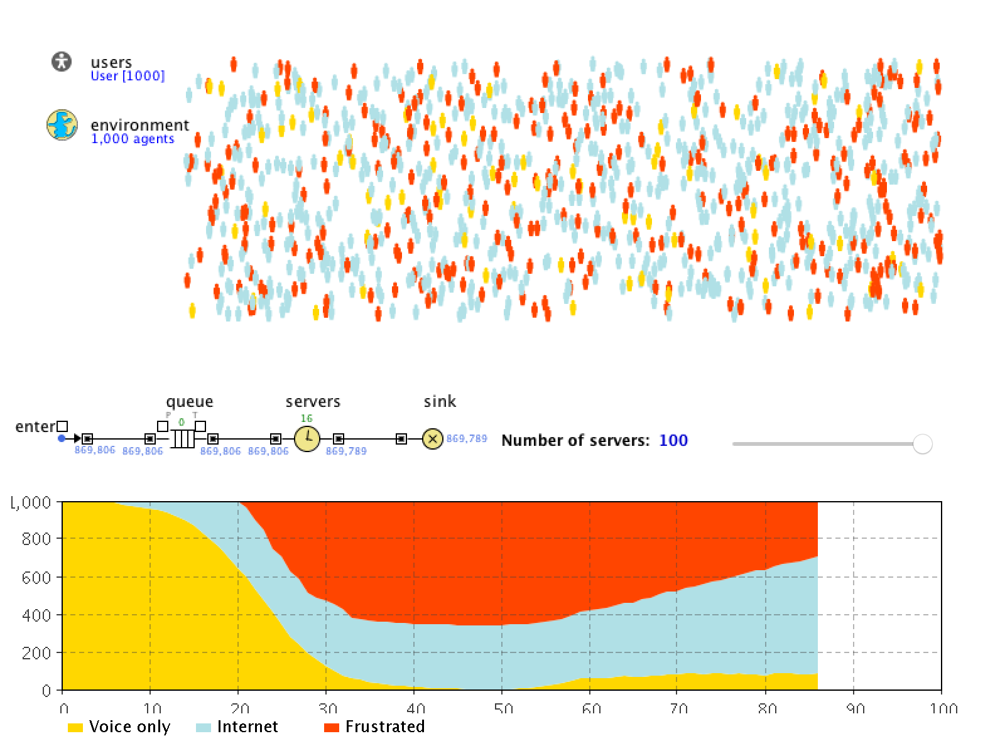 users
User [1000]
environment
1,000 agents
queue
servers
sink
P
T
16
0
enter
869,789
Number of servers: 100
869,806
869,806
869,806
869,806
869,789
1,000
800
600
400
200
0
0 10 20 30 40 50 60 70 80 90 100
Voice only
Internet
Frustrated